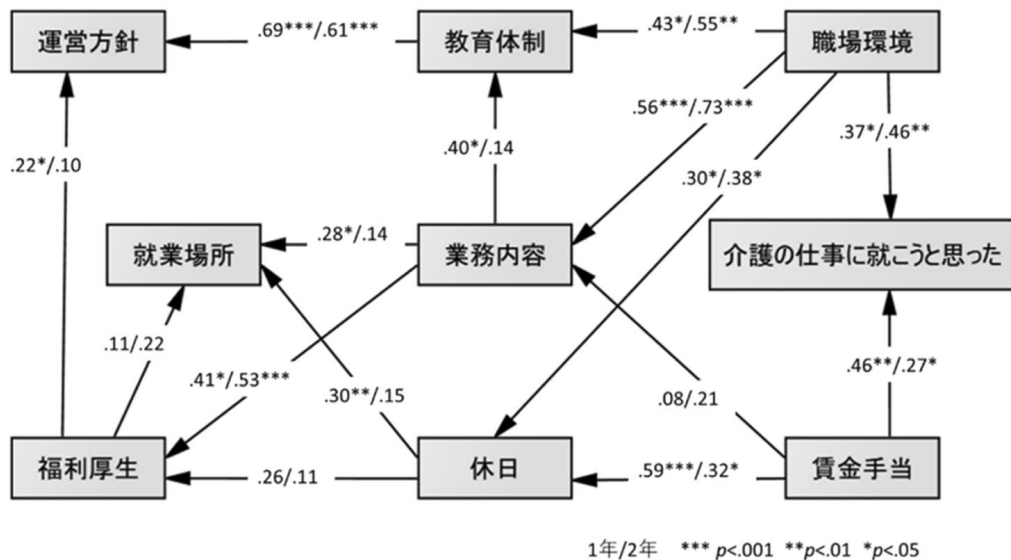 運営方針
.69***/.61***
教育体制
.43*/.55**
職場環境
.56***/.73***
.37*/.46**
.40*/.14
.22*/.10
.30*/.38*
就業場所
.28*/.14
業務内容
介護の仕事に就こうと思った
.11/.22
.41*/.53***
.30**/.15
.08/.21
.46**/.27*
福利厚生
.26/.11
休日
.59***/.32*
賃金手当
1年/2年 *** p<.001 **p<.01 *p<.05